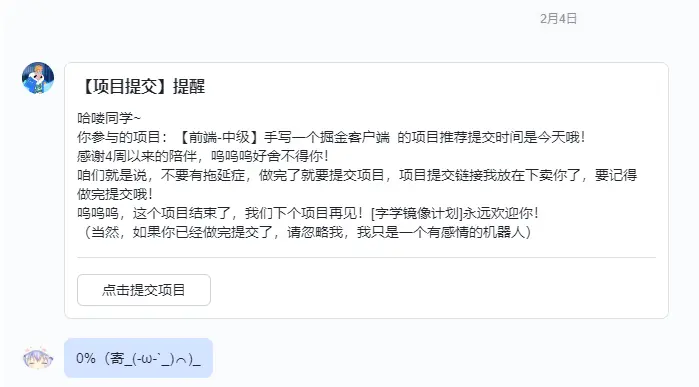 2月4日
【项目提交】提醒
哈喽同学~
你参与的项目：【前端-中级】手写一个掘金客户端 的项目推荐提交时间是今天哦！
感谢4周以来的陪伴，呜呜呜好舍不得你！
咱们就是说，不要有拖延症，做完了就要提交项目，项目提交链接我放在下卖你了，要记得
做完提交哦！
呜呜呜，这个项目结束了，我们下个项目再见！[字学镜像计划]永远欢迎你！
（当然，如果你已经做完提交了，请忽略我，我只是一个有感情的机器人）
点击提交项目
0%（寄_(-ω-`_)⌒)_